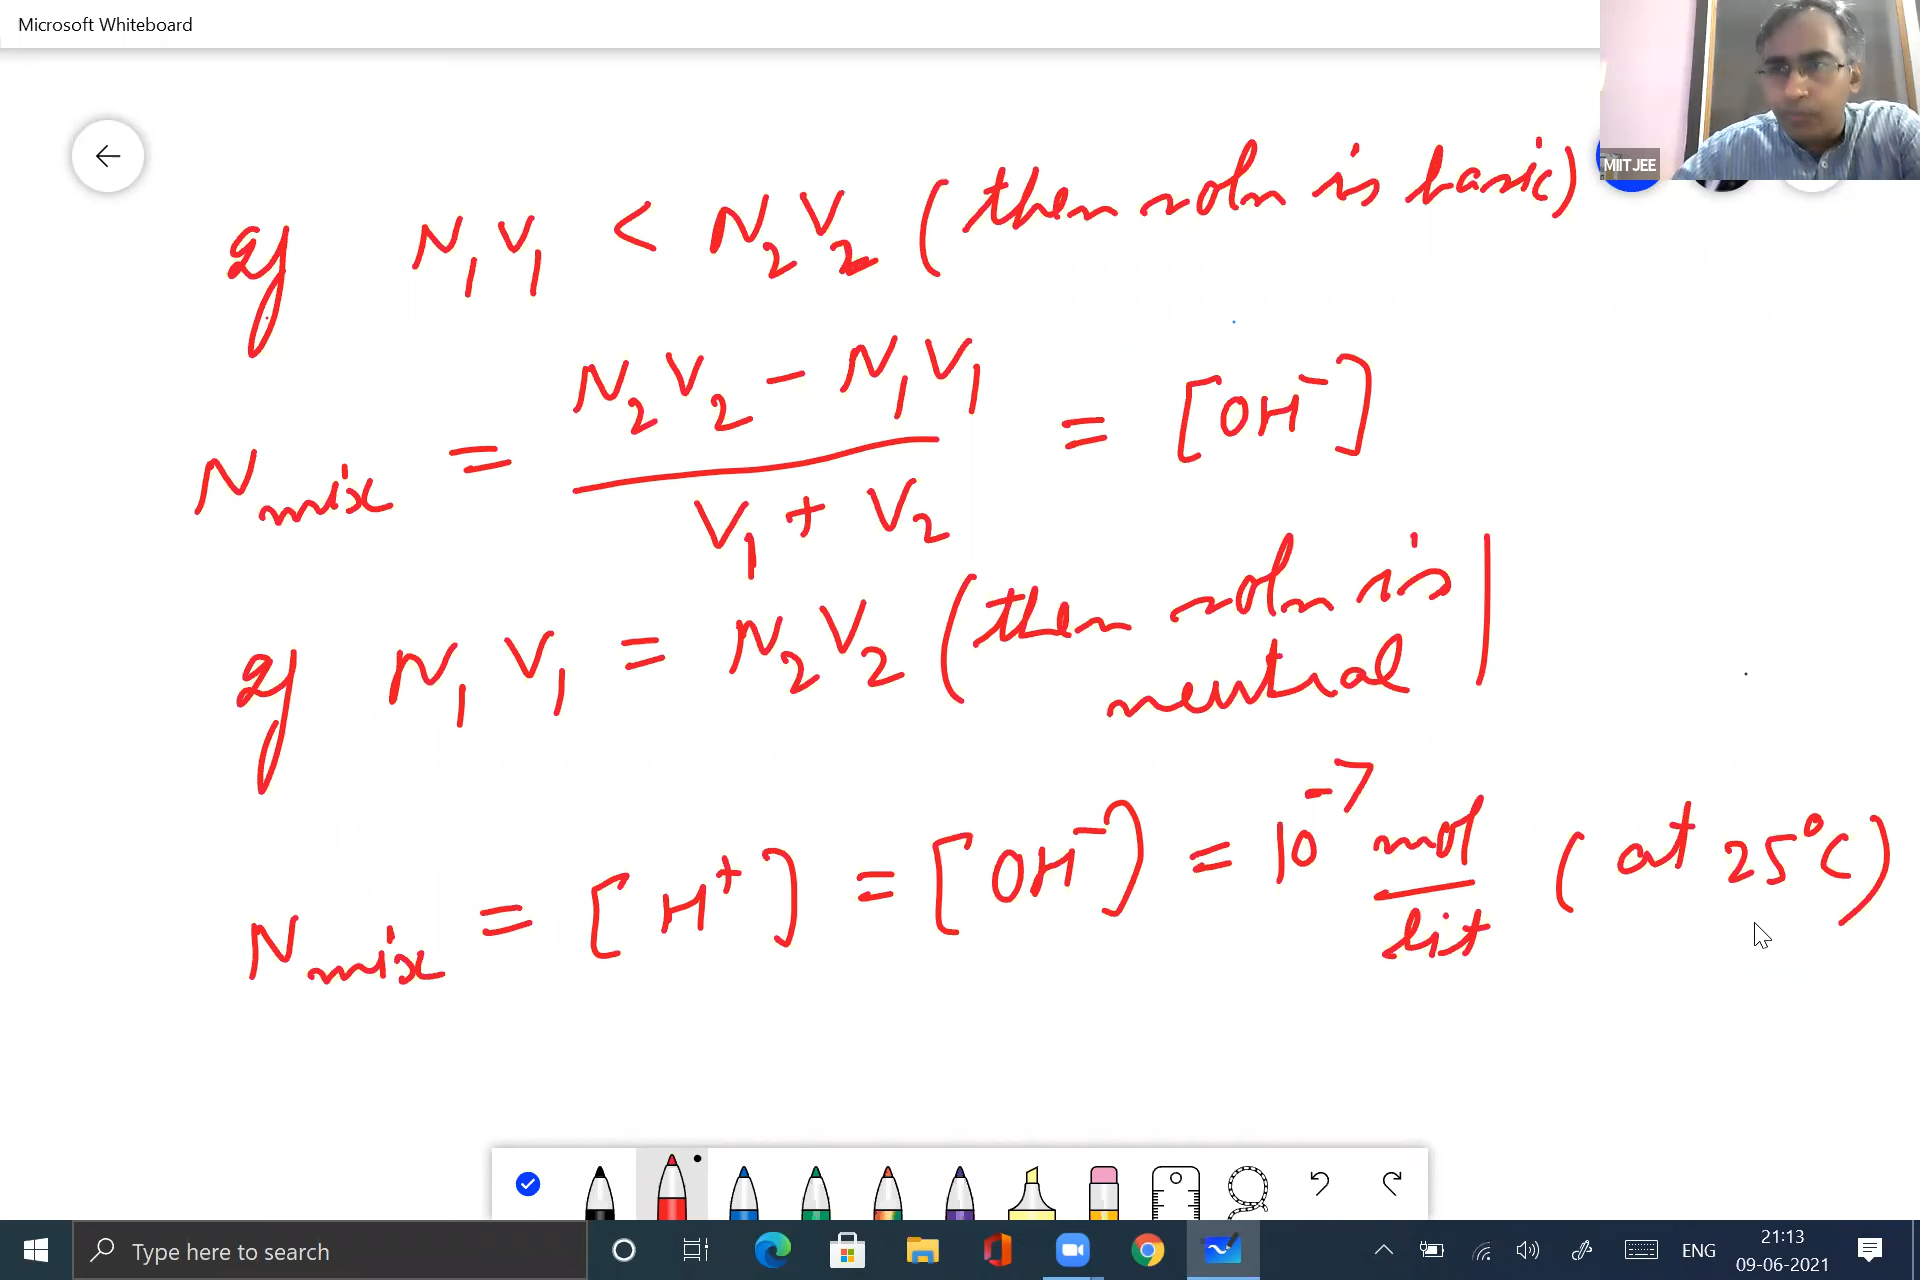 Microsoft Whiteboard
MIIT JEE
If N₁V₁ < N₂V₂ (then soln is basic)
N₂V₂ − N₁V₁
Nmix = ――― = [OH⁻]
V₁ + V₂
If N₁V₁ = N₂V₂ (then soln is
neutral)
Nmix = [H⁺] = [OH⁻] = 10⁻⁷ mol/lit (at 25°C)
Type here to search
ENG
21:13
09-06-2021